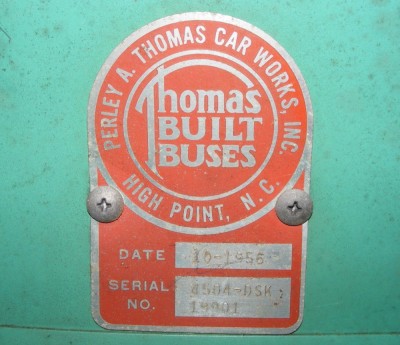 PERLEY A. THOMAS CAR WORKS, INC.
Thomas
BUILT
BUSES
HIGH POINT, N.C.
DATE 10-1956
SERIAL
NO.